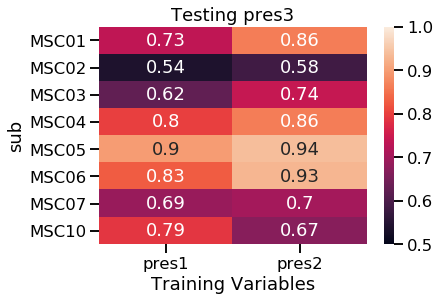 Testing pres3
sub
MSC01 0.73 0.86
MSC02 0.54 0.58
MSC03 0.62 0.74
MSC04 0.8 0.86
MSC05 0.9 0.94
MSC06 0.83 0.93
MSC07 0.69 0.7
MSC10 0.79 0.67
pres1 pres2
Training Variables
1.0
0.9
0.8
0.7
0.6
0.5